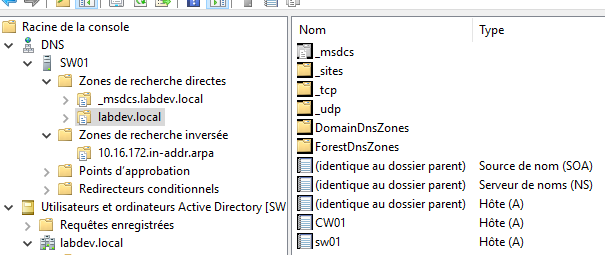 Racine de la console
DNS
SW01
Zones de recherche directes
_msdcs.labdev.local
labdev.local
Zones de recherche inversée
10.16.172.in-addr.arpa
Points d'approbation
Redirecteurs conditionnels
Utilisateurs et ordinateurs Active Directory [SW
Requêtes enregistrées
labdev.local
Nom Type
_msdcs
_sites
_tcp
_udp
DomainDnsZones
ForestDnsZones
(identique au dossier parent) Source de nom (SOA)
(identique au dossier parent) Serveur de noms (NS)
(identique au dossier parent) Hôte (A)
CW01 Hôte (A)
sw01 Hôte (A)